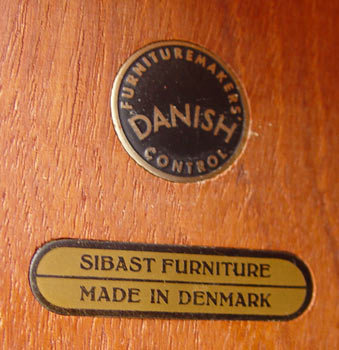 FURNITUREMAKERS'
DANISH
CONTROL
SIBAST FURNITURE
MADE IN DENMARK